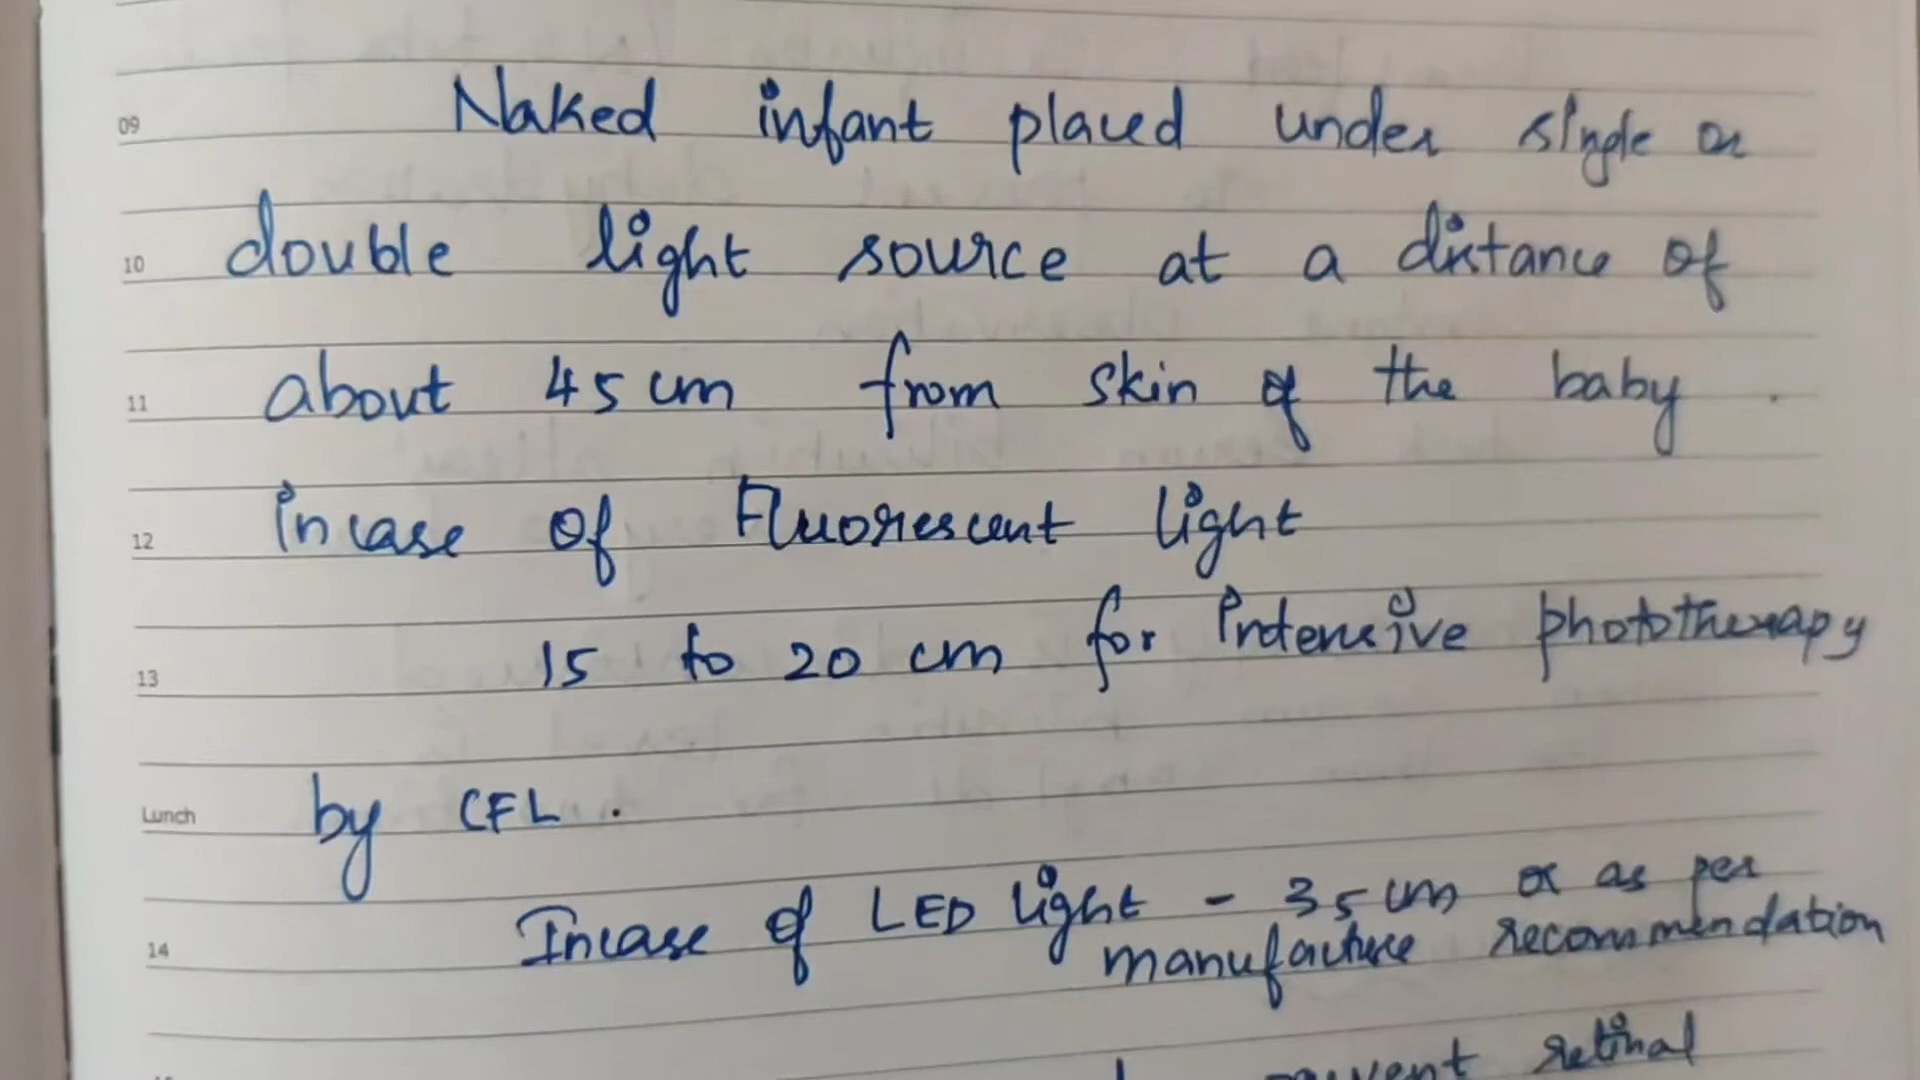 09 Naked infant placed under single or
10 double light source at a distance of
11 about 45 cm from skin of the baby.
12 incase of Fluorescent light
13 15 to 20 cm for intensive phototherapy
Lunch by CFL.
14 Incase of LED light - 35 cm or as per
manufacture recommendation
retinal